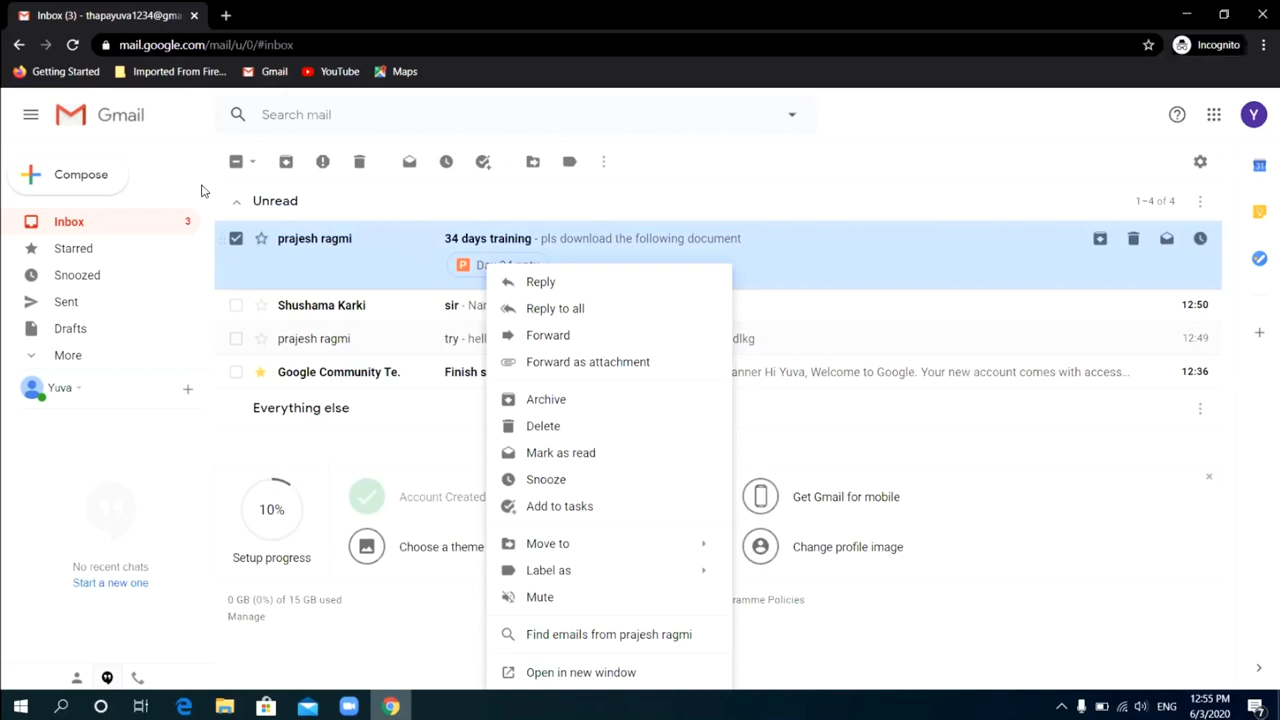 Inbox (3) - thapayuva1234@gma
mail.google.com/mail/u/0/#inbox
Incognito
Getting Started
Imported From Fire...
Gmail
YouTube
Maps
Gmail
Search mail
Y
Compose
Unread
1–4 of 4
31
Inbox 3
prajesh ragmi 34 days training - pls download the following document
Starred
P
Snoozed
Reply
Sent
Shushama Karki sir - Nar
Reply to all
12:50
Drafts
Forward
prajesh ragmi try - hell
dlkg 12:49
More
Forward as attachment
Google Community Te. Finish s
anner Hi Yuva, Welcome to Google. Your new account comes with access... 12:36
Yuva
Archive
Everything else
Delete
Mark as read
Snooze
10%
Account Created
Get Gmail for mobile
Add to tasks
Move to
Choose a theme
Change profile image
Setup progress
No recent chats
Label as
Start a new one
0 GB (0%) of 15 GB used
Mute
ramme Policies
Manage
Find emails from prajesh ragmi
Open in new window
12:55 PM
ENG
6/3/2020
7